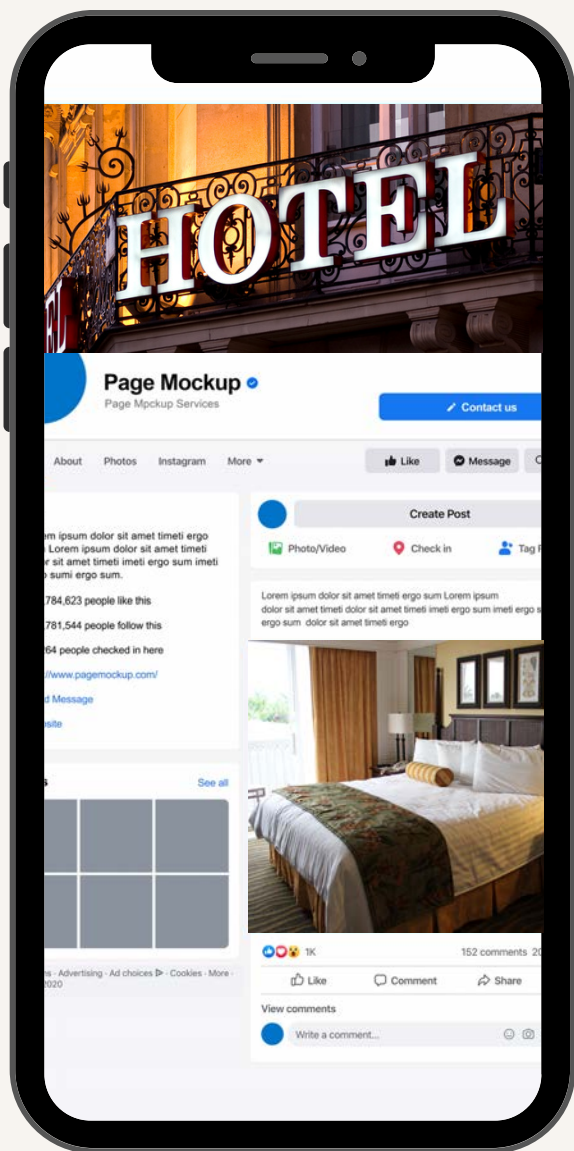 HOTEL
EL
Page Mockup
Page Mpckup Services
Contact us
About Photos Instagram More
Like Message
em ipsum dolor sit amet timeti ergo
Lorem ipsum dolor sit amet timeti
r sit amet timeti imeti ergo sum imeti
sumi ergo sum.
784,623 people like this
781,544 people follow this
64 people checked in here
//www.pagemockup.com/
d Message
site
s See all
ns · Advertising · Ad choices · Cookies · More ·
2020
Create Post
Photo/Video Check in Tag F
Lorem ipsum dolor sit amet timeti ergo sum Lorem ipsum
dolor sit amet timeti dolor sit amet timeti imeti ergo sum imeti ergo s
ergo sum dolor sit amet timeti ergo
1K 152 comments 20
Like Comment Share
View comments
Write a comment...